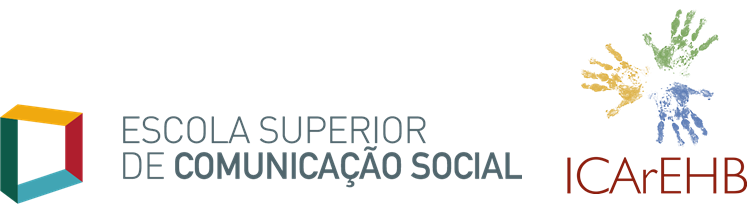 ESCOLA SUPERIOR
DE COMUNICAÇÃO SOCIAL
ICArEHB